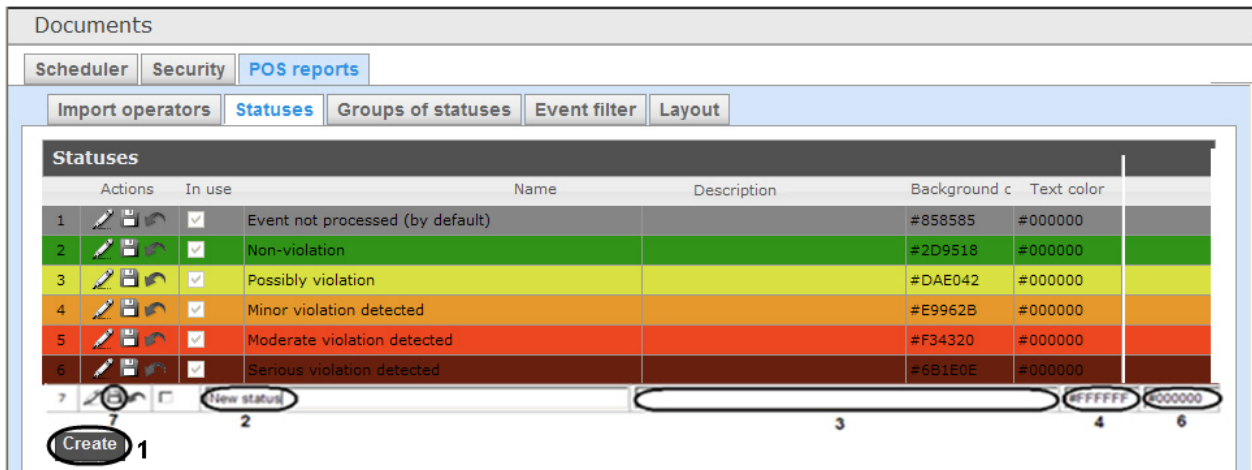 Documents
Scheduler Security POS reports
Import operators Statuses Groups of statuses Event filter Layout
Statuses
Actions In use Name Description Background c Text color
1 Event not processed (by default) #858585 #000000
2 Non-violation #2D9518 #000000
3 Possibly violation #DAE042 #000000
4 Minor violation detected #E9962B #000000
5 Moderate violation detected #F34320 #000000
6 Serious violation detected #6B1E0E #000000
7 New status #FFFFFF #000000
7 2 3 4 6
Create 1